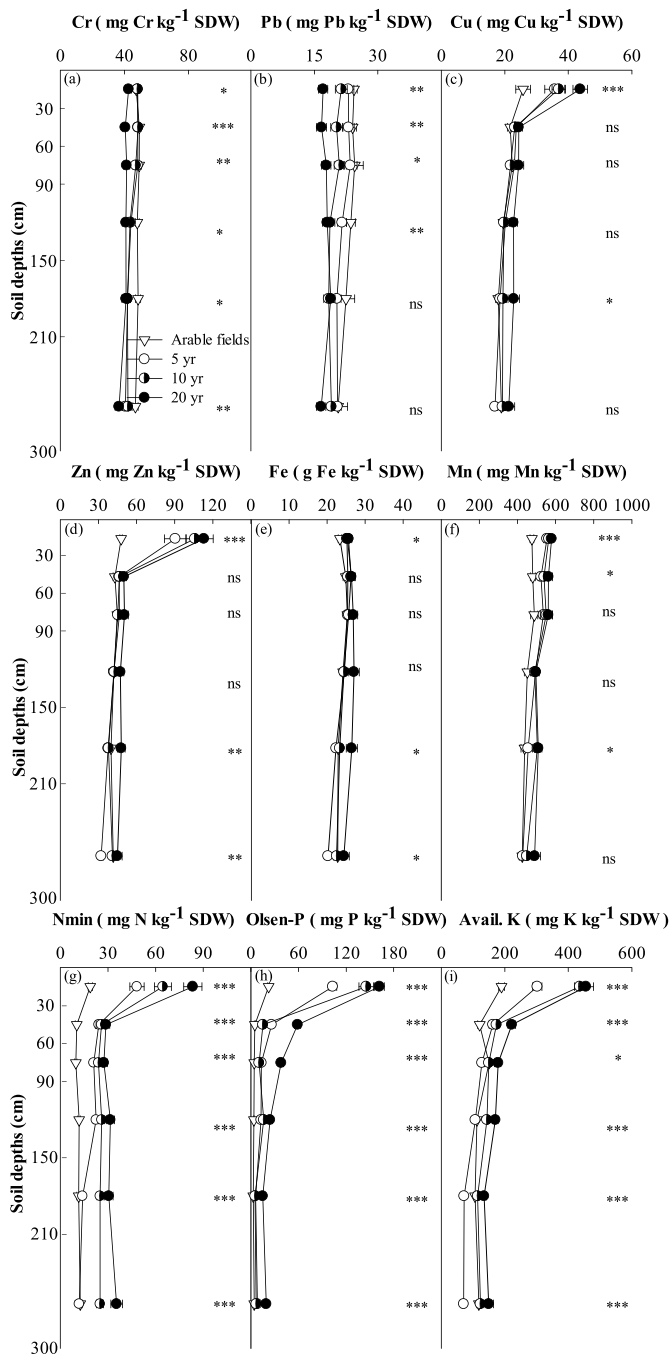 Cr ( mg Cr kg-1 SDW) Pb ( mg Pb kg-1 SDW) Cu ( mg Cu kg-1 SDW)
0 40 80 120 0 15 30 0 20 40 60
(a) (b) (c)
* ** ***
30
*** ** ns
60
** * ns
90
* ** ns
150
* ns *
210
Soil depths (cm)
Arable fields
5 yr
10 yr
20 yr
** ns ns
300
Zn ( mg Zn kg-1 SDW) Fe ( g Fe kg-1 SDW) Mn ( mg Mn kg-1 SDW)
0 30 60 90 120 0 10 20 30 40 0 200 400 600 800 1000
(d) (e) (f)
*** * ***
30
ns ns *
60
ns ns ns
90
ns ns ns
150
** * *
210
Soil depths (cm)
** * ns
300
Nmin ( mg N kg-1 SDW) Olsen-P ( mg P kg-1 SDW) Avail. K ( mg K kg-1 SDW )
0 30 60 90 0 60 120 180 0 200 400 600
(g) (h) (i)
*** *** ***
30
*** *** ***
60
*** *** *
90
*** *** ***
150
*** *** ***
210
Soil depths (cm)
*** *** ***
300